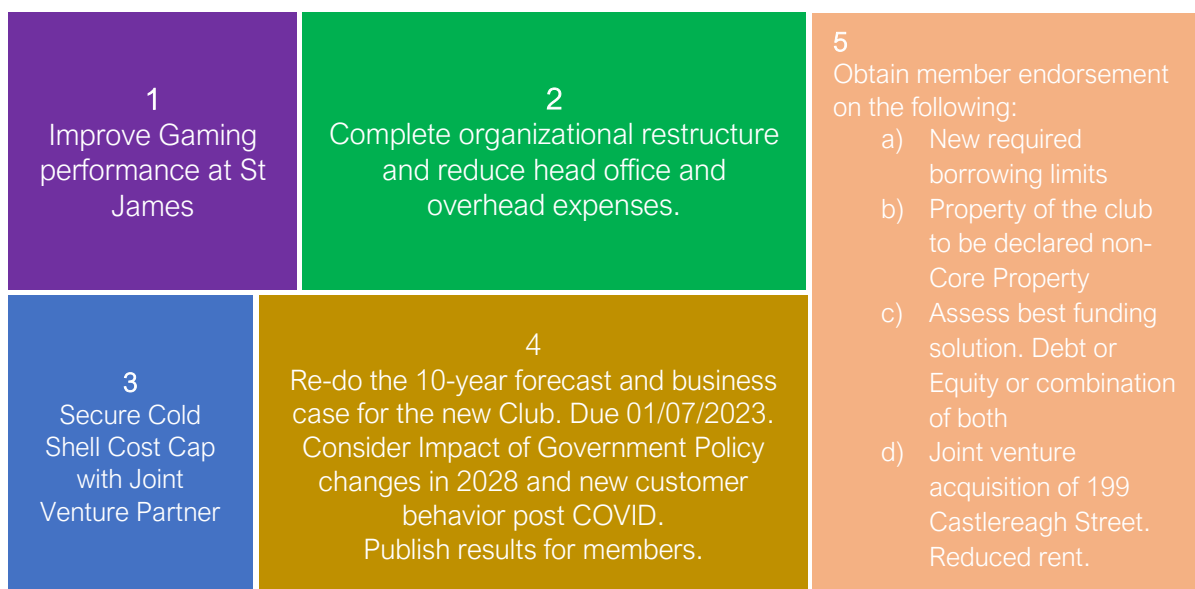 1
Improve Gaming
performance at St
James
2
Complete organizational restructure
and reduce head office and
overhead expenses.
3
Secure Cold
Shell Cost Cap
with Joint
Venture Partner
4
Re-do the 10-year forecast and business
case for the new Club. Due 01/07/2023.
Consider Impact of Government Policy
changes in 2028 and new customer
behavior post COVID.
Publish results for members.
5
Obtain member endorsement
on the following:
a) New required
borrowing limits
b) Property of the club
to be declared non-
Core Property
c) Assess best funding
solution. Debt or
Equity or combination
of both
d) Joint venture
acquisition of 199
Castlereagh Street.
Reduced rent.